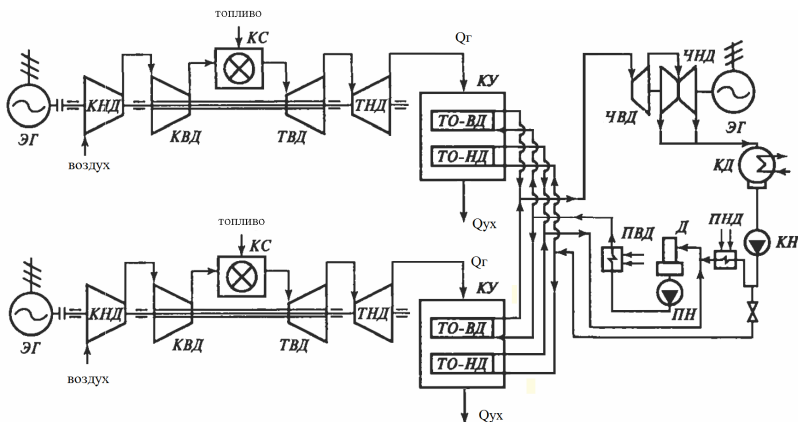 топливо
КС
Qг
ЧНД
КУ
КНД
ТНД
ЭГ
КВД
ТВД
ТО-ВД
ЧВД
ЭГ
воздух
ТО-НД
КД
Qух
топливо
КС
ПВД
Д
ПНД
КН
Qг
КУ
КНД
ТНД
ПН
ЭГ
КВД
ТВД
ТО-ВД
ТО-НД
воздух
Qух